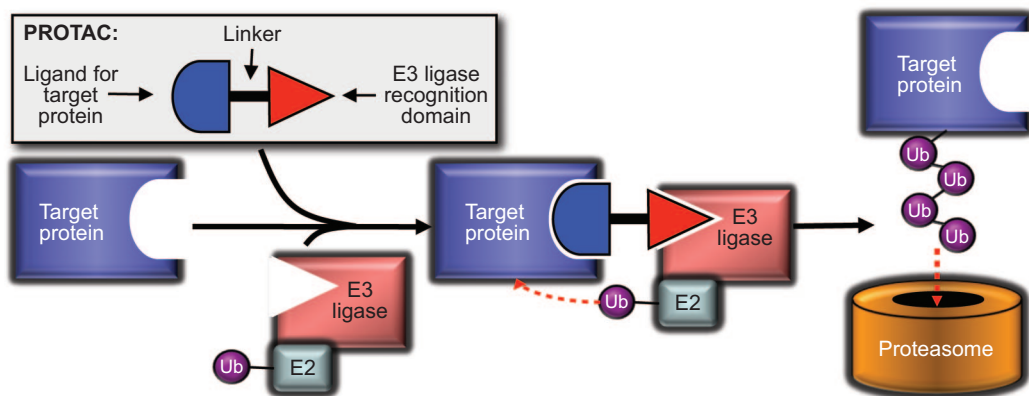 PROTAC:
Linker
Ligand for
target
protein
E3 ligase
recognition
domain
Target
protein
Ub
E2
E3
ligase
Target
protein
E3
ligase
Ub
E2
Target
protein
Ub
Ub
Ub
Ub
Proteasome